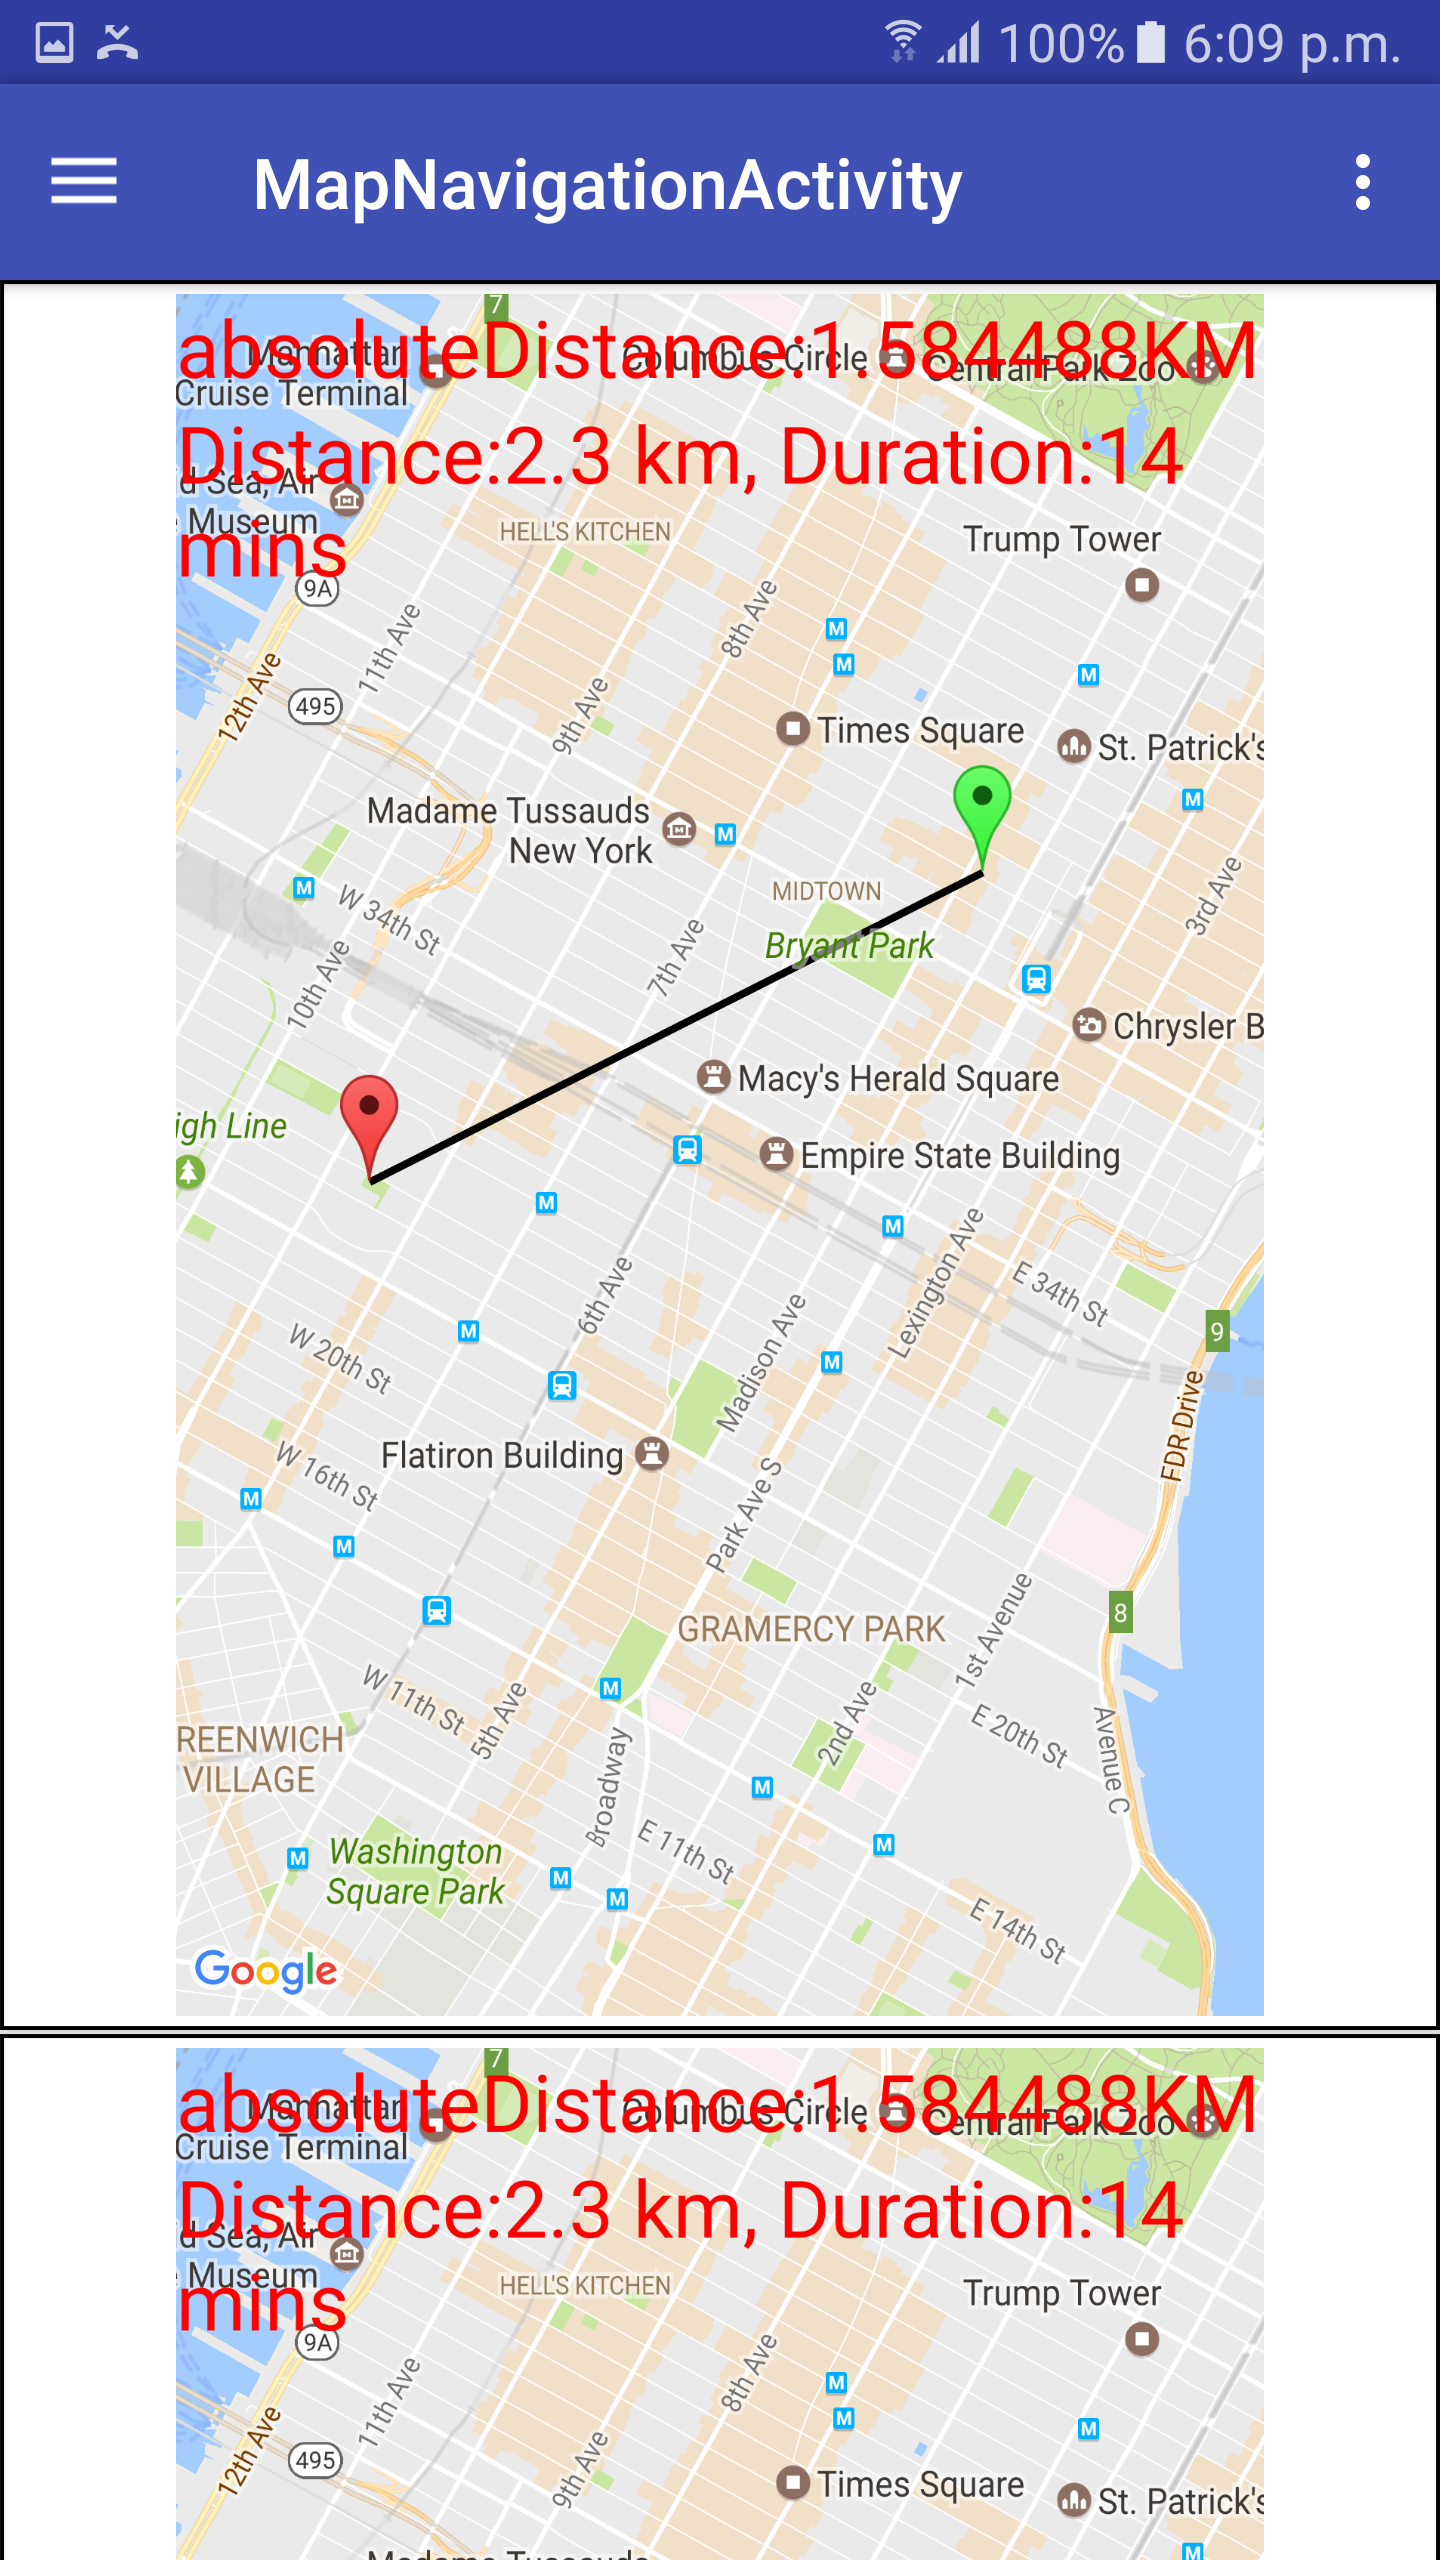 100% 6:09 p.m.
MapNavigationActivity
7
absoluteDistance:1.584488KM
Manhattan
Cruise Terminal
Columbus Circle
Central Park Zoo
Distance:2.3 km, Duration:14
mins
d Sea, Air
Museum
HELL'S KITCHEN
Trump Tower
9A
11th Ave
8th Ave
12th Ave
495
9th Ave
Times Square
St. Patrick's
Madame Tussauds
New York
MIDTOWN
W 34th St
3rd Ave
Bryant Park
7th Ave
10th Ave
Chrysler B
Macy's Herald Square
igh Line
Empire State Building
6th Ave
Lexington Ave
E 34th St
Madison Ave
9
W 20th St
FDR Drive
Flatiron Building
W 16th St
Park Ave S
8
GRAMERCY PARK
1st Avenue
W 11th St
5th Ave
2nd Ave
E 20th St
Avenue C
REENWICH
VILLAGE
Broadway
E 11th St
Washington
Square Park
E 14th St
Google
7
absoluteDistance:1.584488KM
Manhattan
Cruise Terminal
Columbus Circle
Central Park Zoo
Distance:2.3 km, Duration:14
mins
d Sea, Air
Museum
HELL'S KITCHEN
Trump Tower
9A
11th Ave
8th Ave
12th Ave
495
9th Ave
Times Square
St. Patrick's
Madame Tussauds